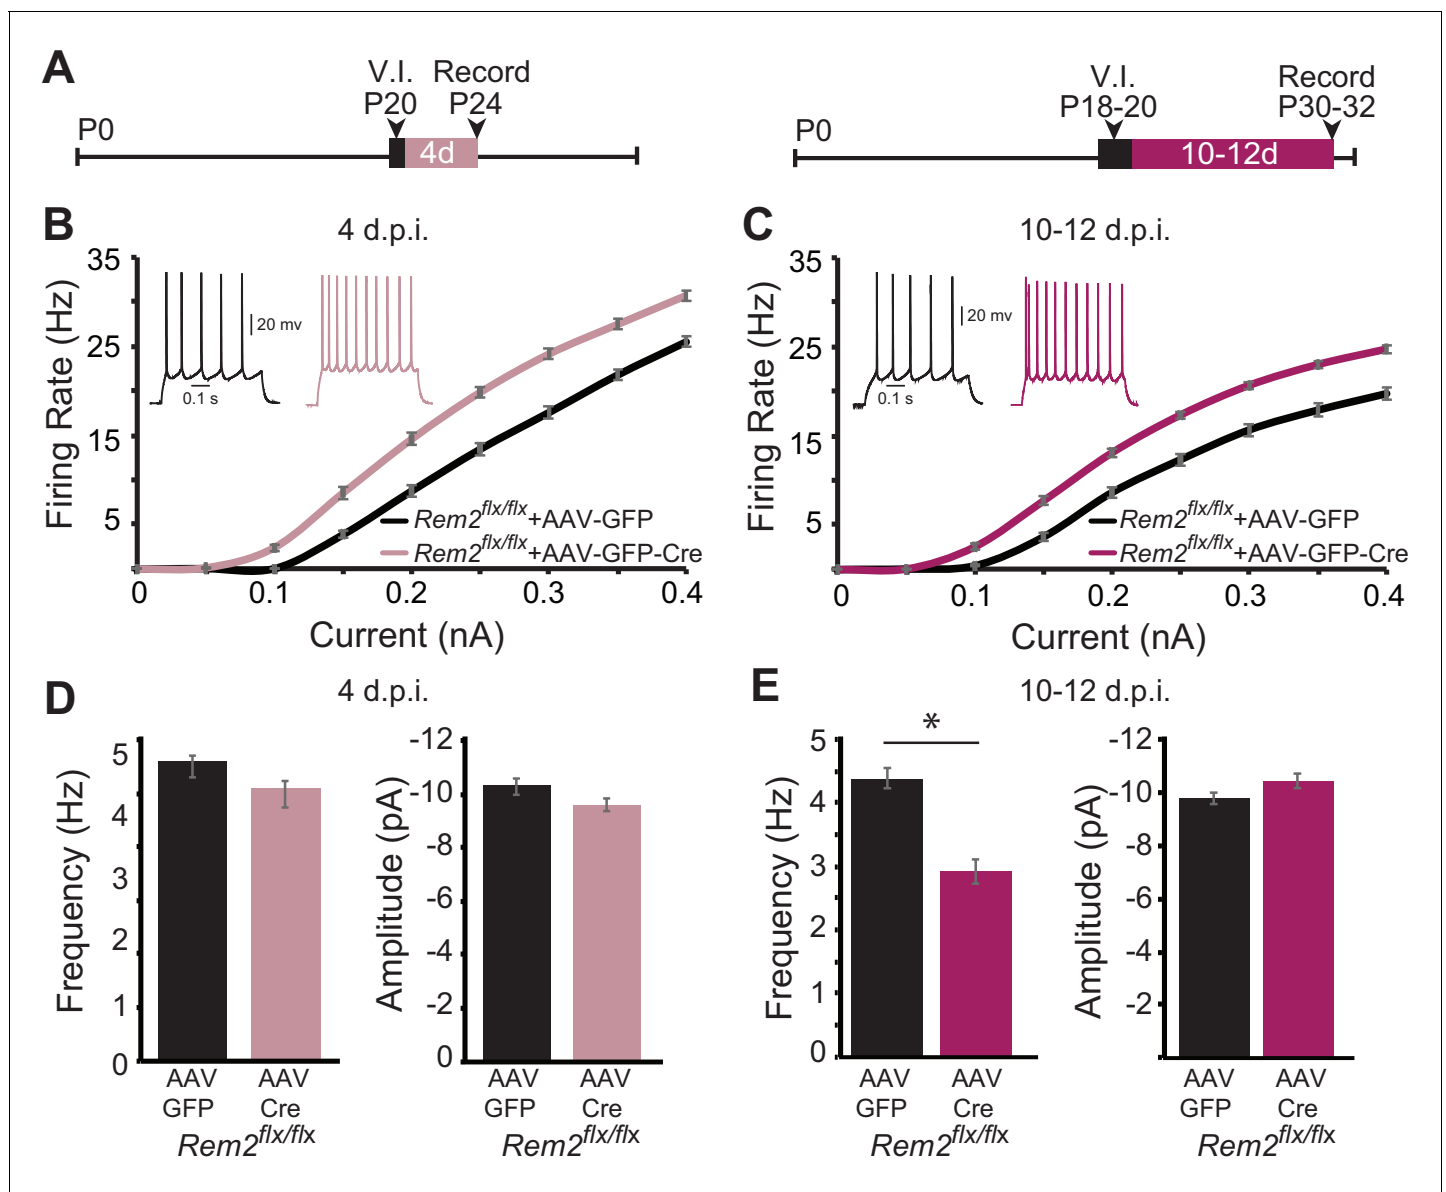 A
V.I. Record
P20 P24
P0
4d
V.I. Record
P18-20 P30-32
P0
10-12d
B
4 d.p.i.
35
25
15
5
Firing Rate (Hz)
20 mv
0.1 s
Rem2flx/flx+AAV-GFP
Rem2flx/flx+AAV-GFP-Cre
0 0.1 0.2 0.3 0.4
Current (nA)
C
10-12 d.p.i.
35
25
15
5
Firing Rate (Hz)
20 mv
0.1 s
Rem2flx/flx+AAV-GFP
Rem2flx/flx+AAV-GFP-Cre
0 0.1 0.2 0.3 0.4
Current (nA)
D
4 d.p.i.
5
4
3
2
1
0
Frequency (Hz)
AAV AAV
GFP Cre
Rem2flx/flx
-12
-10
-8
-6
-4
-2
0
Amplitude (pA)
AAV AAV
GFP Cre
Rem2flx/flx
E
10-12 d.p.i.
*
5
4
3
2
1
0
Frequency (Hz)
AAV AAV
GFP Cre
Rem2flx/flx
-12
-10
-8
-6
-4
-2
Amplitude (pA)
AAV AAV
GFP Cre
Rem2flx/flx